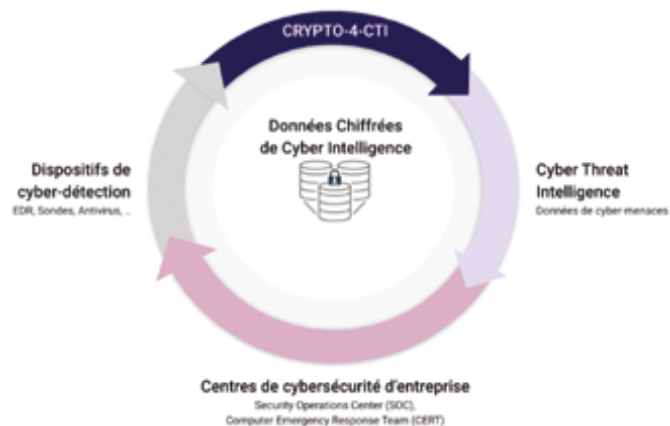 CRYPTO-4-CTI
Données Chiffrées
de Cyber Intelligence
Dispositifs de
cyber-détection
EDR, Sondes, Antivirus, ..
Cyber Threat
Intelligence
Données de cyber-menaces
Centres de cybersécurité d'entreprise
Security Operations Center (SOC),
Computer Emergency Response Team (CERT)